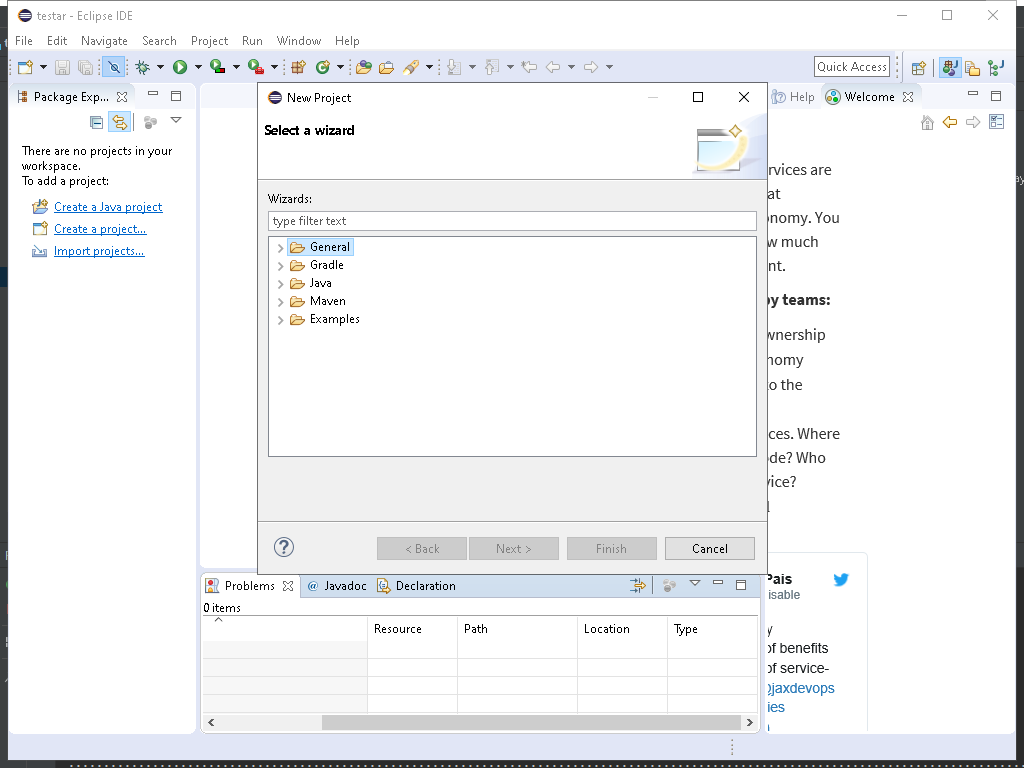 testar - Eclipse IDE
File Edit Navigate Search Project Run Window Help
Quick Access
Package Exp...
There are no projects in your
workspace.
To add a project:
Create a Java project
Create a project...
Import projects...
New Project
Select a wizard
Wizards:
type filter text
General
Gradle
Java
Maven
Examples
?
< Back Next > Finish Cancel
Help Welcome
rvices are
at
onomy. You
w much
nt.
by teams:
wnership
nomy
o the
ces. Where
ode? Who
vice?
Pais
isable
y
of benefits
of service-
@jaxdevops
ies
Problems @ Javadoc Declaration
0 items
Resource Path Location Type